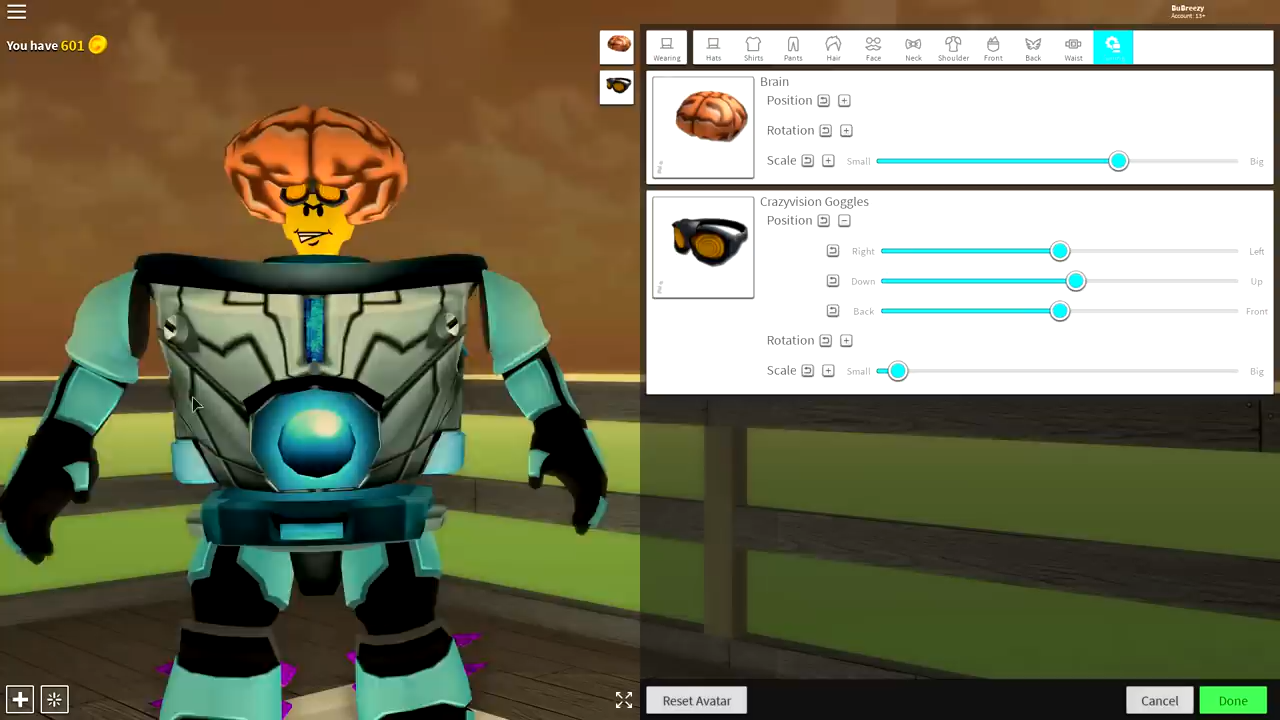 BuBreezy
Account: 13+
You have 601
Wearing
Hats
Shirts
Pants
Hair
Face
Neck
Shoulder
Front
Back
Waist
Brain
Position
Rotation
Scale
Small
Big
Crazyvision Goggles
Position
Right
Left
Down
Up
Back
Front
Rotation
Scale
Small
Big
Reset Avatar
Cancel
Done